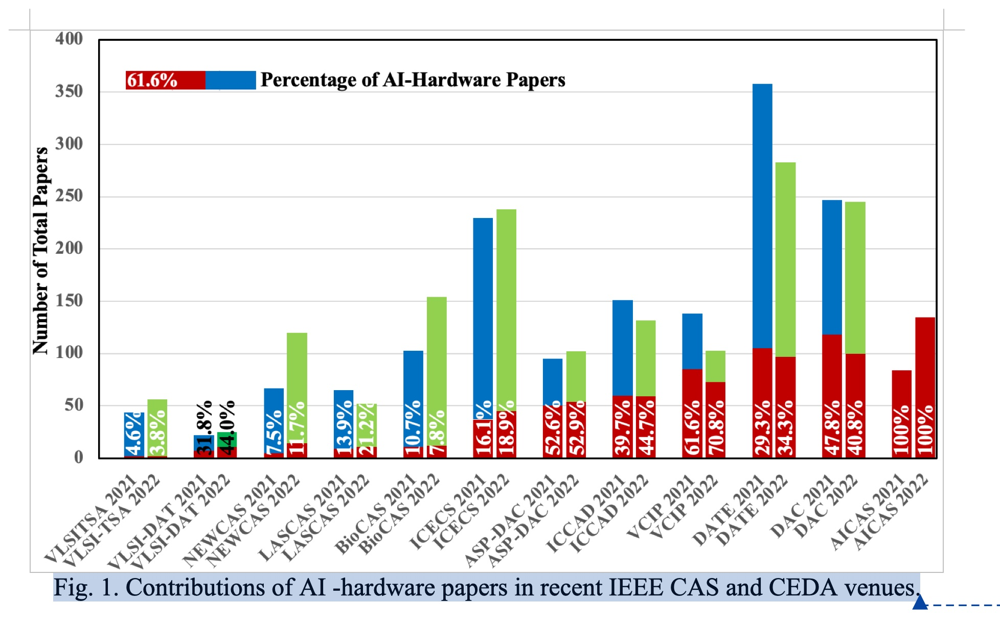 400
350
300
250
200
150
100
50
0
Number of Total Papers
61.6%
Percentage of AI-Hardware Papers
4.6%
3.8%
31.8%
44.0%
7.5%
11.7%
13.9%
21.2%
10.7%
7.8%
16.1%
18.9%
52.6%
52.9%
39.7%
44.7%
61.6%
70.8%
29.3%
34.3%
47.8%
40.8%
100%
100%
VLSITSA 2021
VLSI-TSA 2022
VLSI-DAT 2021
VLSI-DAT 2022
NEWCAS 2021
NEWCAS 2022
LASCAS 2021
LASCAS 2022
BioCAS 2021
BioCAS 2022
ICECS 2021
ICECS 2022
ASP-DAC 2021
ASP-DAC 2022
ICCAD 2021
ICCAD 2022
VCIP 2021
VCIP 2022
DATE 2021
DATE 2022
DAC 2021
DAC 2022
AICAS 2021
AICAS 2022
Fig. 1. Contributions of AI -hardware papers in recent IEEE CAS and CEDA venues.